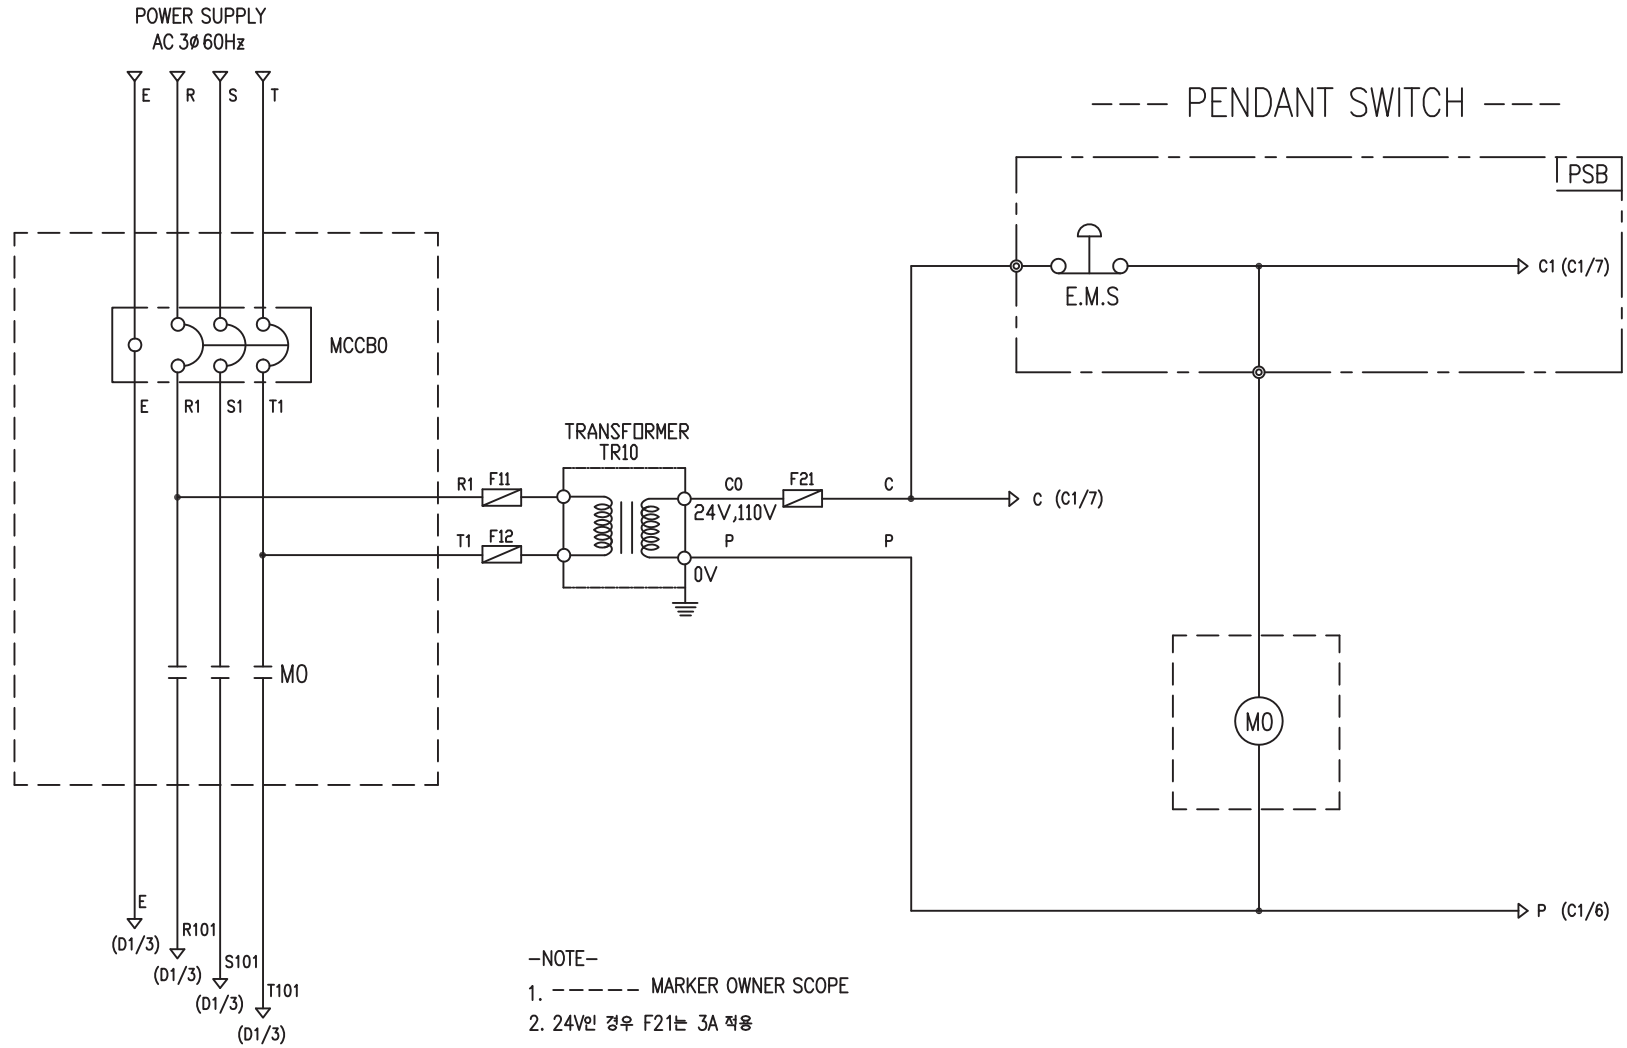 POWER SUPPLY
AC 3ø 60Hz
E R S T
---- PENDANT SWITCH ----
PSB
C1 (C1/7)
E.M.S
MCCB0
E R1 S1 T1
TRANSFORMER
TR10
R1 F11
C0 F21 C
C (C1/7)
24V,110V
T1 F12
P P
0V
M0
M0
E
(D1/3)
R101
(D1/3)
S101
(D1/3)
T101
(D1/3)
P (C1/6)
-NOTE-
1. ------ MARKER OWNER SCOPE
2. 24V인 경우 F21는 3A 적용